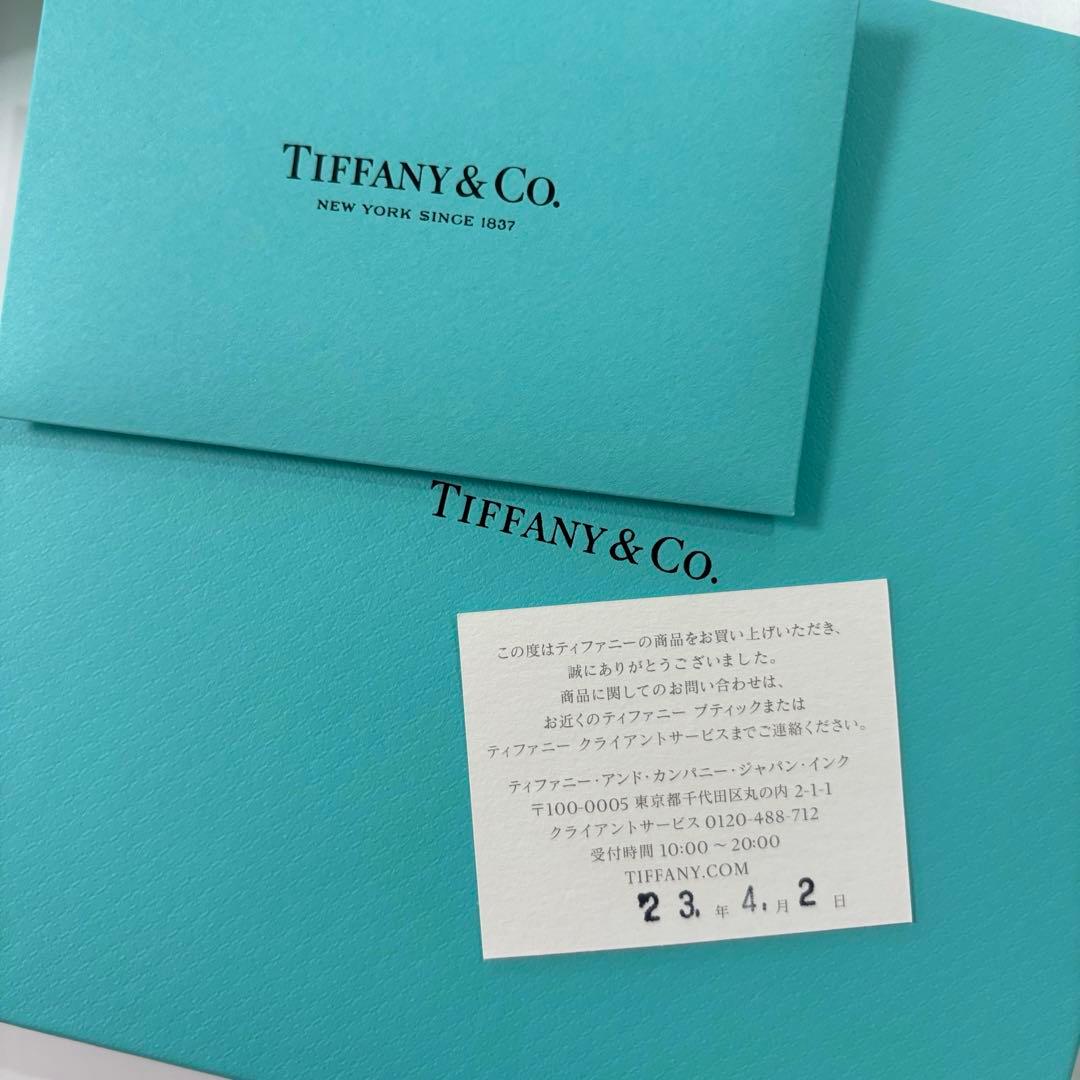 TIFFANY & CO.
NEW YORK SINCE 1837
TIFFANY & CO.
この度はティファニーの商品をお買い上げいただき、
誠にありがとうございました。
商品に関してのお問い合わせは、
お近くのティファニー ブティックまたは
ティファニー クライアントサービスまでご連絡ください。
ティファニー・アンド・カンパニー・ジャパン・インク
〒100-0005 東京都千代田区丸の内 2-1-1
クライアントサービス 0120-488-712
受付時間 10:00 ～ 20:00
TIFFANY.COM
23. 年 4. 月 2 日